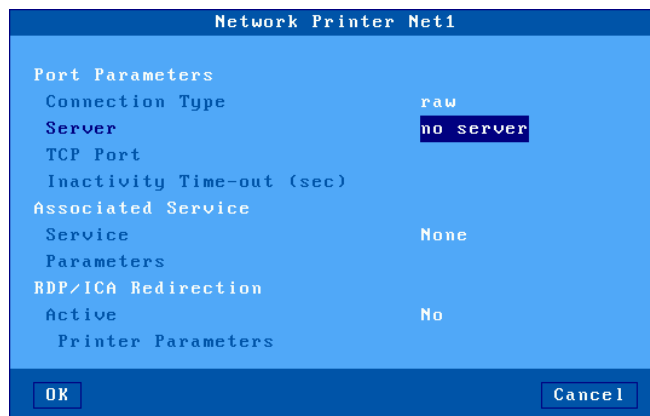 Network Printer Net1
Port Parameters
Connection Type raw
Server no server
TCP Port
Inactivity Time-out (sec)
Associated Service
Service None
Parameters
RDP/ICA Redirection
Active No
Printer Parameters
OK Cancel